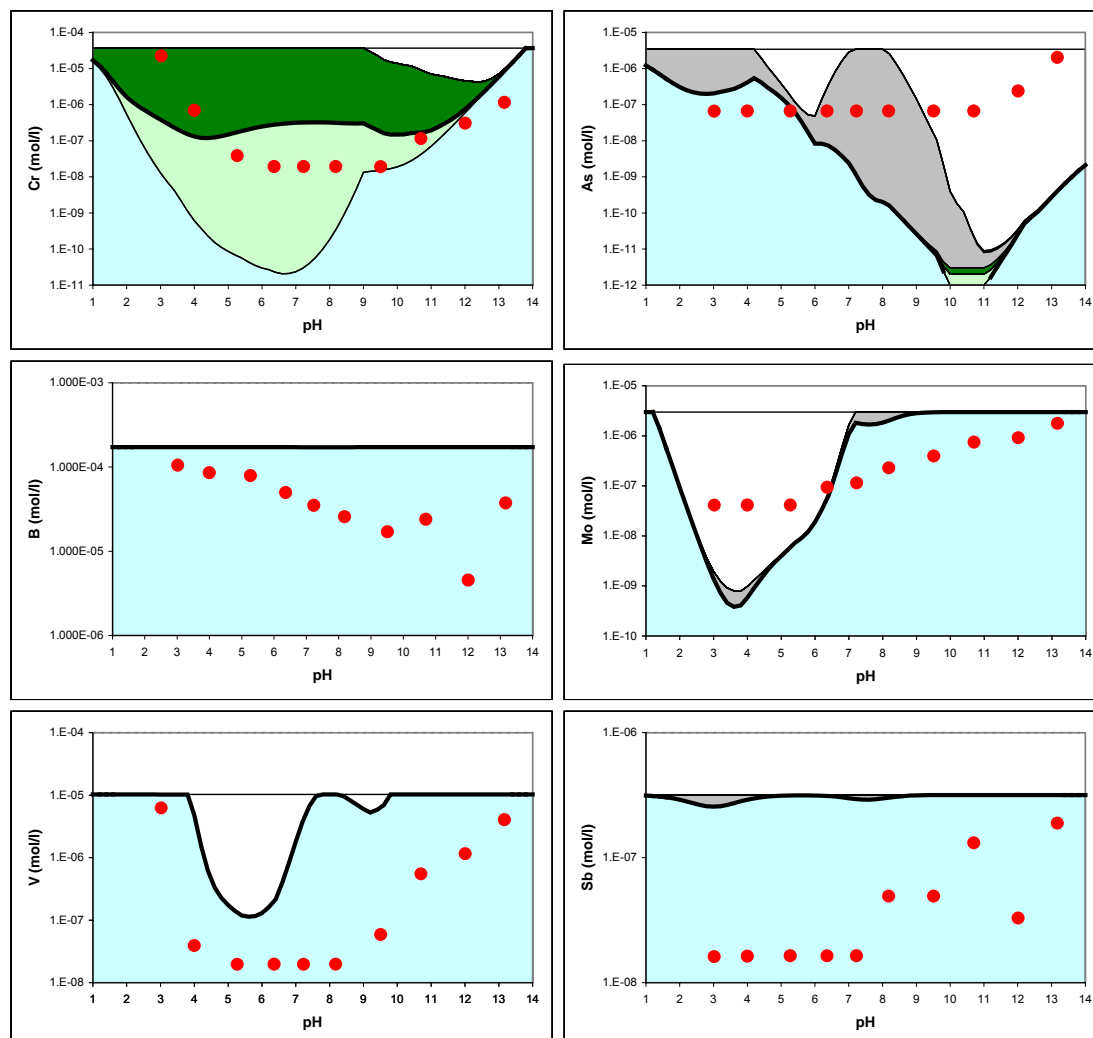 1.E-04
1.E-05
1.E-06
1.E-07
1.E-08
1.E-09
1.E-10
1.E-11
Cr (mol/l)
1 2 3 4 5 6 7 8 9 10 11 12 13 14
pH
1.E-05
1.E-06
1.E-07
1.E-08
1.E-09
1.E-10
1.E-11
1.E-12
As (mol/l)
1 2 3 4 5 6 7 8 9 10 11 12 13 14
pH
1.000E-03
1.000E-04
1.000E-05
1.000E-06
B (mol/l)
1 2 3 4 5 6 7 8 9 10 11 12 13 14
pH
1.E-05
1.E-06
1.E-07
1.E-08
1.E-09
1.E-10
Mo (mol/l)
1 2 3 4 5 6 7 8 9 10 11 12 13 14
pH
1.E-04
1.E-05
1.E-06
1.E-07
1.E-08
V (mol/l)
1 2 3 4 5 6 7 8 9 10 11 12 13 14
pH
1.E-06
1.E-07
1.E-08
Sb (mol/l)
1 2 3 4 5 6 7 8 9 10 11 12 13 14
pH